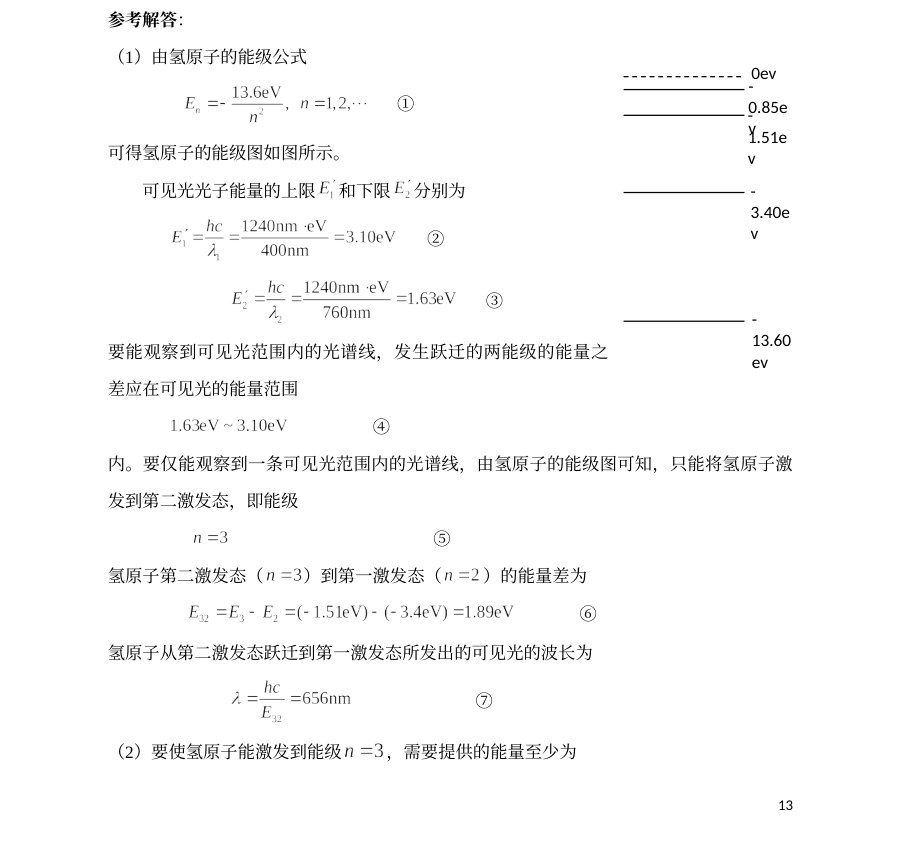 参考解答：
（1）由氢原子的能级公式
E_n = -13.6eV/n², n = 1,2,⋯ ①
可得氢原子的能级图如图所示。
可见光光子能量的上限E₁′和下限E₂′分别为
E₁′ = hc/λ₁ = 1240nm·eV/400nm = 3.10eV ②
E₂′ = hc/λ₂ = 1240nm·eV/760nm = 1.63eV ③
要能观察到可见光范围内的光谱线，发生跃迁的两能级的能量之
差应在可见光的能量范围
1.63eV ~ 3.10eV ④
内。要仅能观察到一条可见光范围内的光谱线，由氢原子的能级图可知，只能将氢原子激
发到第二激发态，即能级
n = 3 ⑤
氢原子第二激发态（n = 3）到第一激发态（n = 2）的能量差为
E₃₂ = E₃ - E₂ = (-1.51eV) - (-3.4eV) = 1.89eV ⑥
氢原子从第二激发态跃迁到第一激发态所发出的可见光的波长为
λ = hc/E₃₂ = 656nm ⑦
（2）要使氢原子能激发到能级n = 3，需要提供的能量至少为
0ev
-
0.85e
v
-
1.51e
v
-
3.40e
v
-
13.60
ev
13